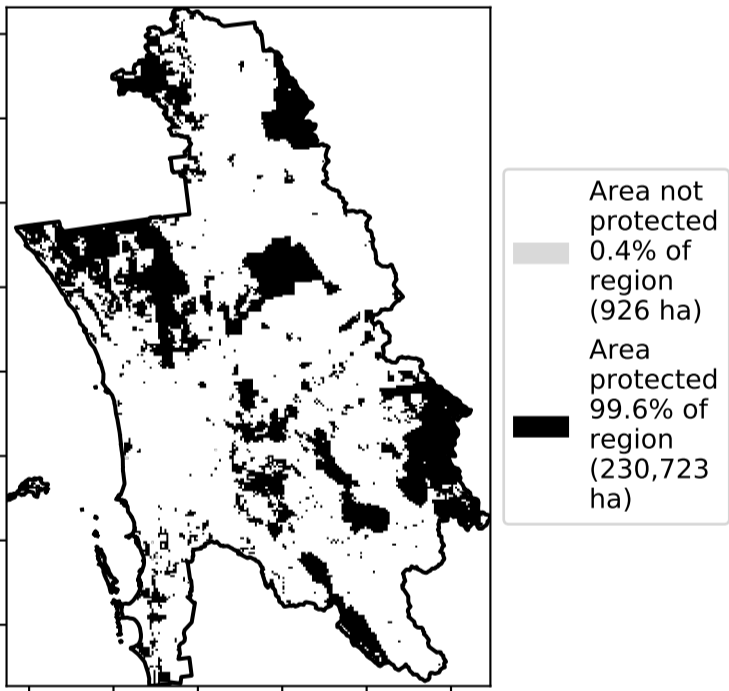 Area not
protected
0.4% of
region
(926 ha)
Area
protected
99.6% of
region
(230,723
ha)